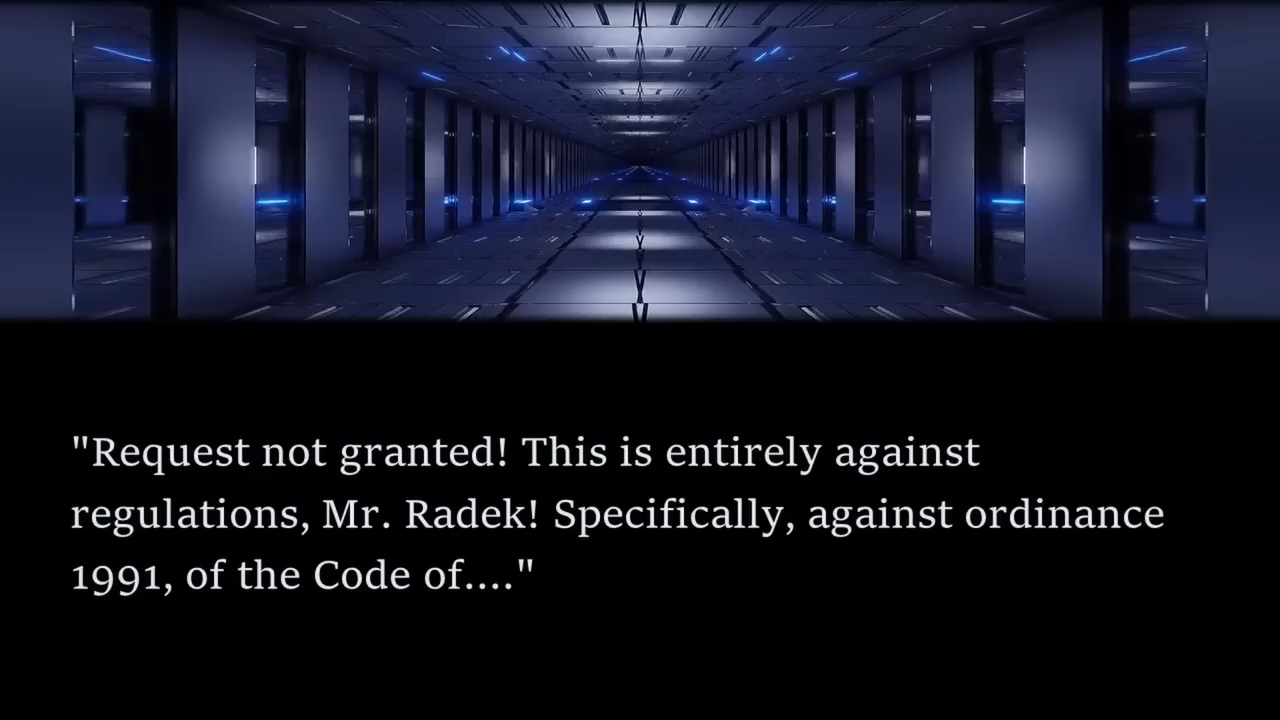 "Request not granted! This is entirely against
regulations, Mr. Radek! Specifically, against ordinance
1991, of the Code of...."